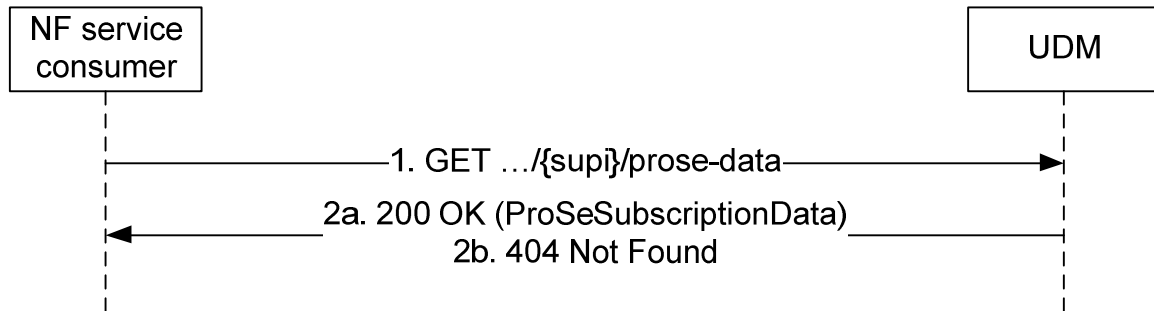 NF service
consumer
UDM
1. GET …/{supi}/prose-data
2a. 200 OK (ProSeSubscriptionData)
2b. 404 Not Found